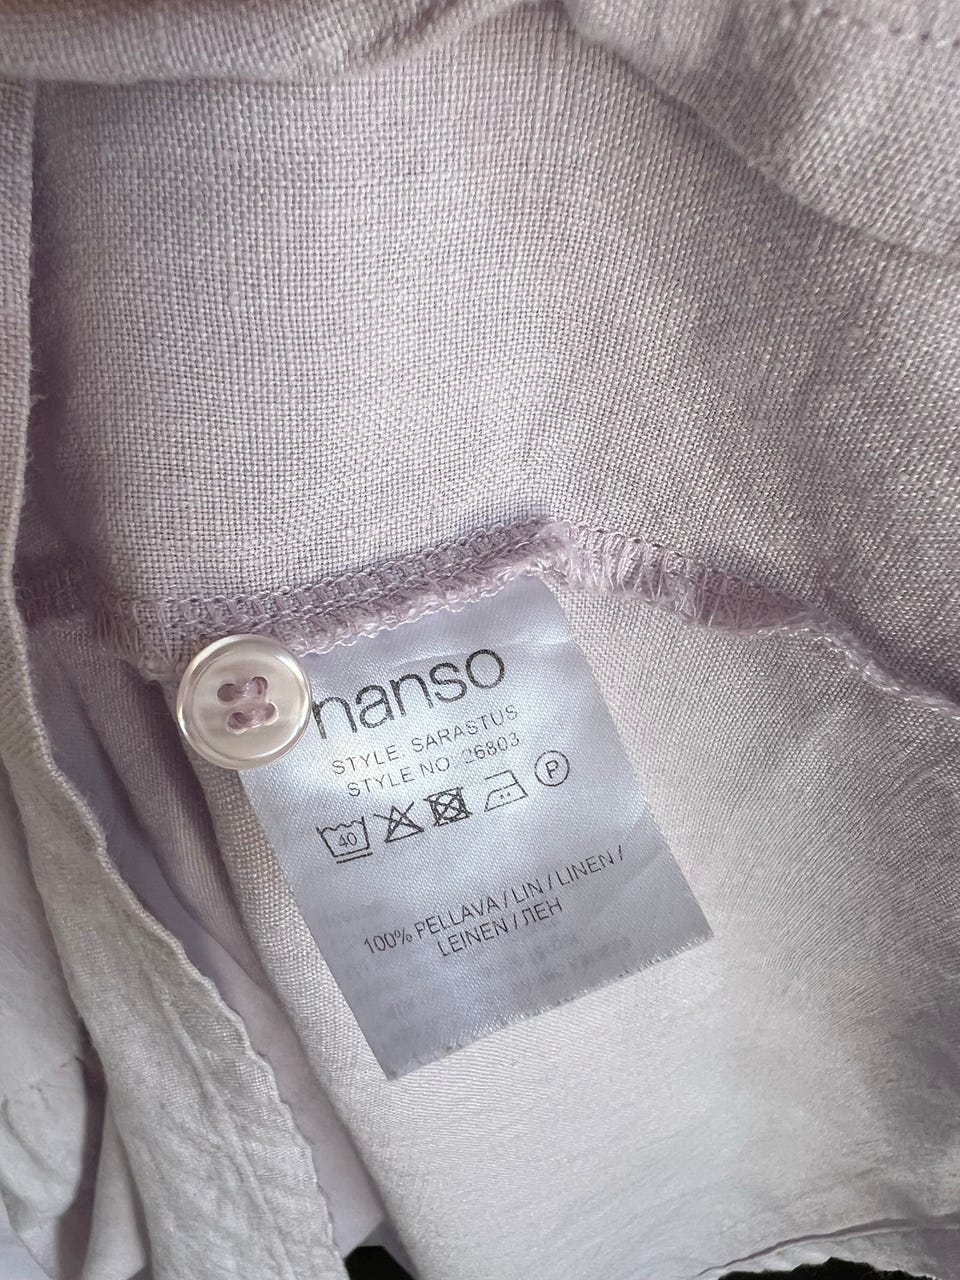 nanso
STYLE SARASTUS
STYLE NO 26803
40
P
100% PELLAVA / LIN / LINEN /
LEINEN / ЛЕН